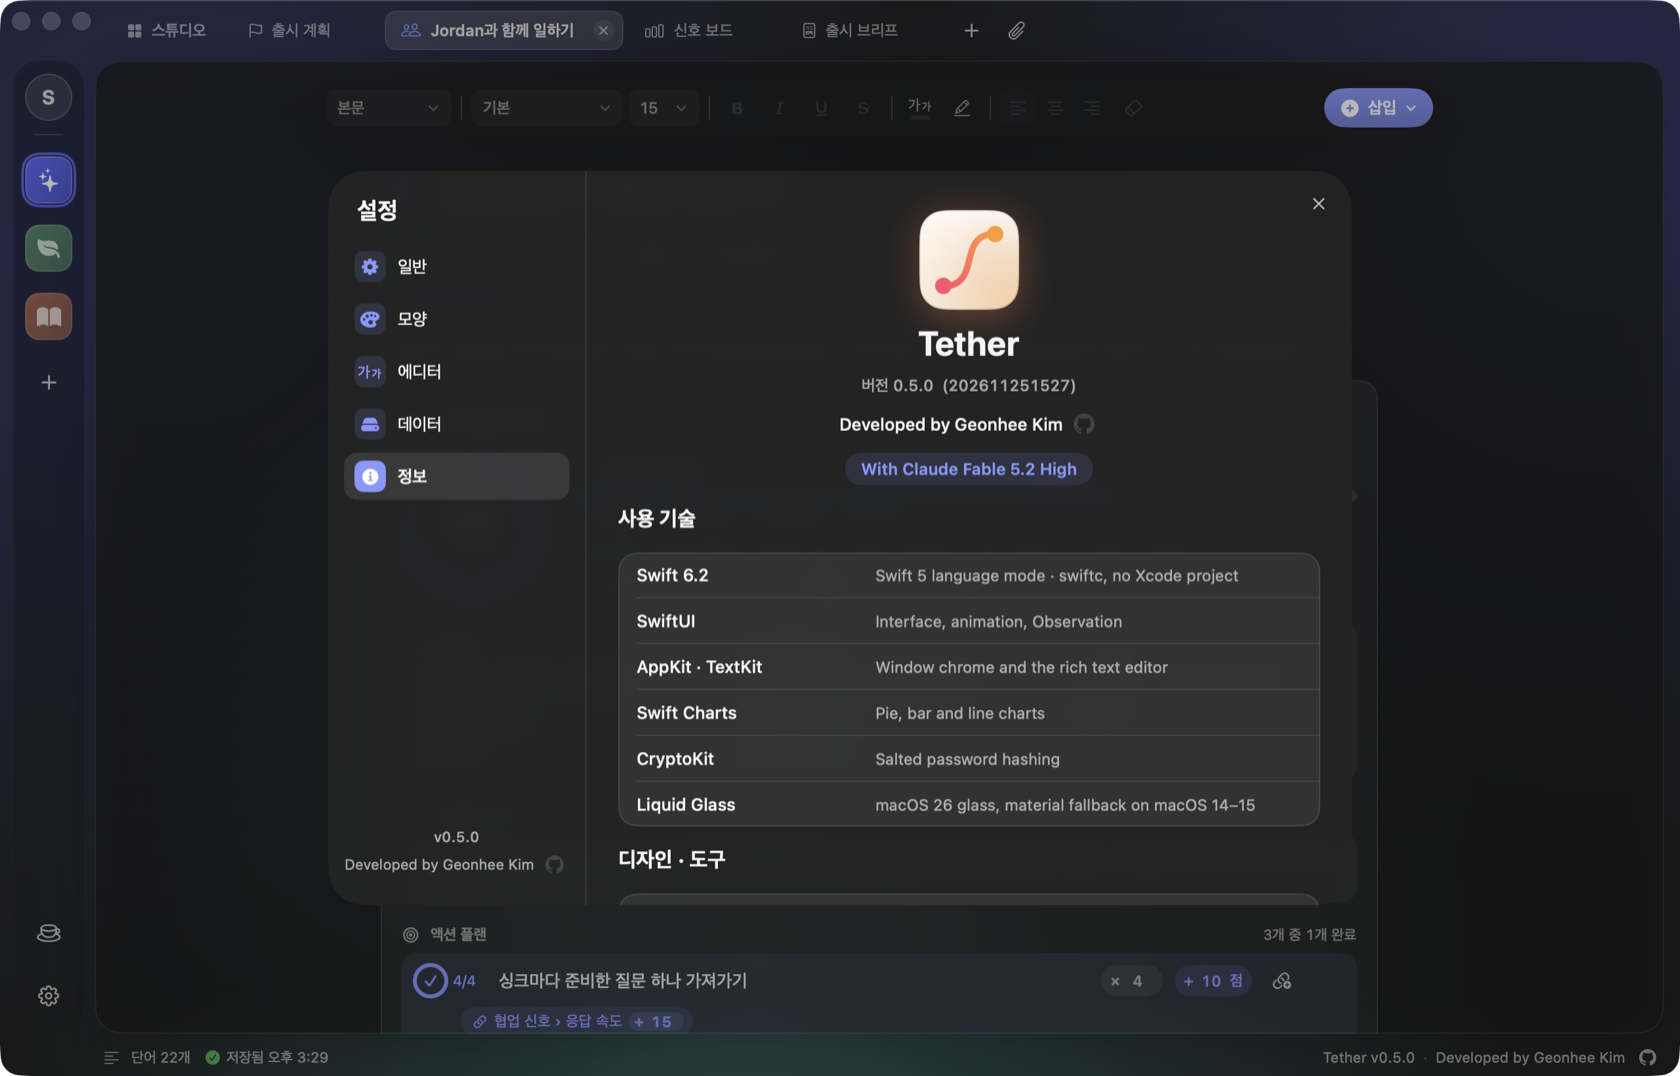 스튜디오
출시 계획
Jordan과 함께 일하기
신호 보드
출시 브리프
S
본문
기본
15
B
I
U
S
가가
삽입
설정
일반
모양
가가 에디터
데이터
정보
v0.5.0
Developed by Geonhee Kim
Tether
버전 0.5.0 (202611251527)
Developed by Geonhee Kim
With Claude Fable 5.2 High
사용 기술
Swift 6.2 Swift 5 language mode · swiftc, no Xcode project
SwiftUI Interface, animation, Observation
AppKit · TextKit Window chrome and the rich text editor
Swift Charts Pie, bar and line charts
CryptoKit Salted password hashing
Liquid Glass macOS 26 glass, material fallback on macOS 14–15
디자인 · 도구
액션 플랜 3개 중 1개 완료
4/4 싱크마다 준비한 질문 하나 가져가기 × 4 + 10 점
협업 신호 › 응답 속도 + 15
단어 22개 저장됨 오후 3:29
Tether v0.5.0 · Developed by Geonhee Kim